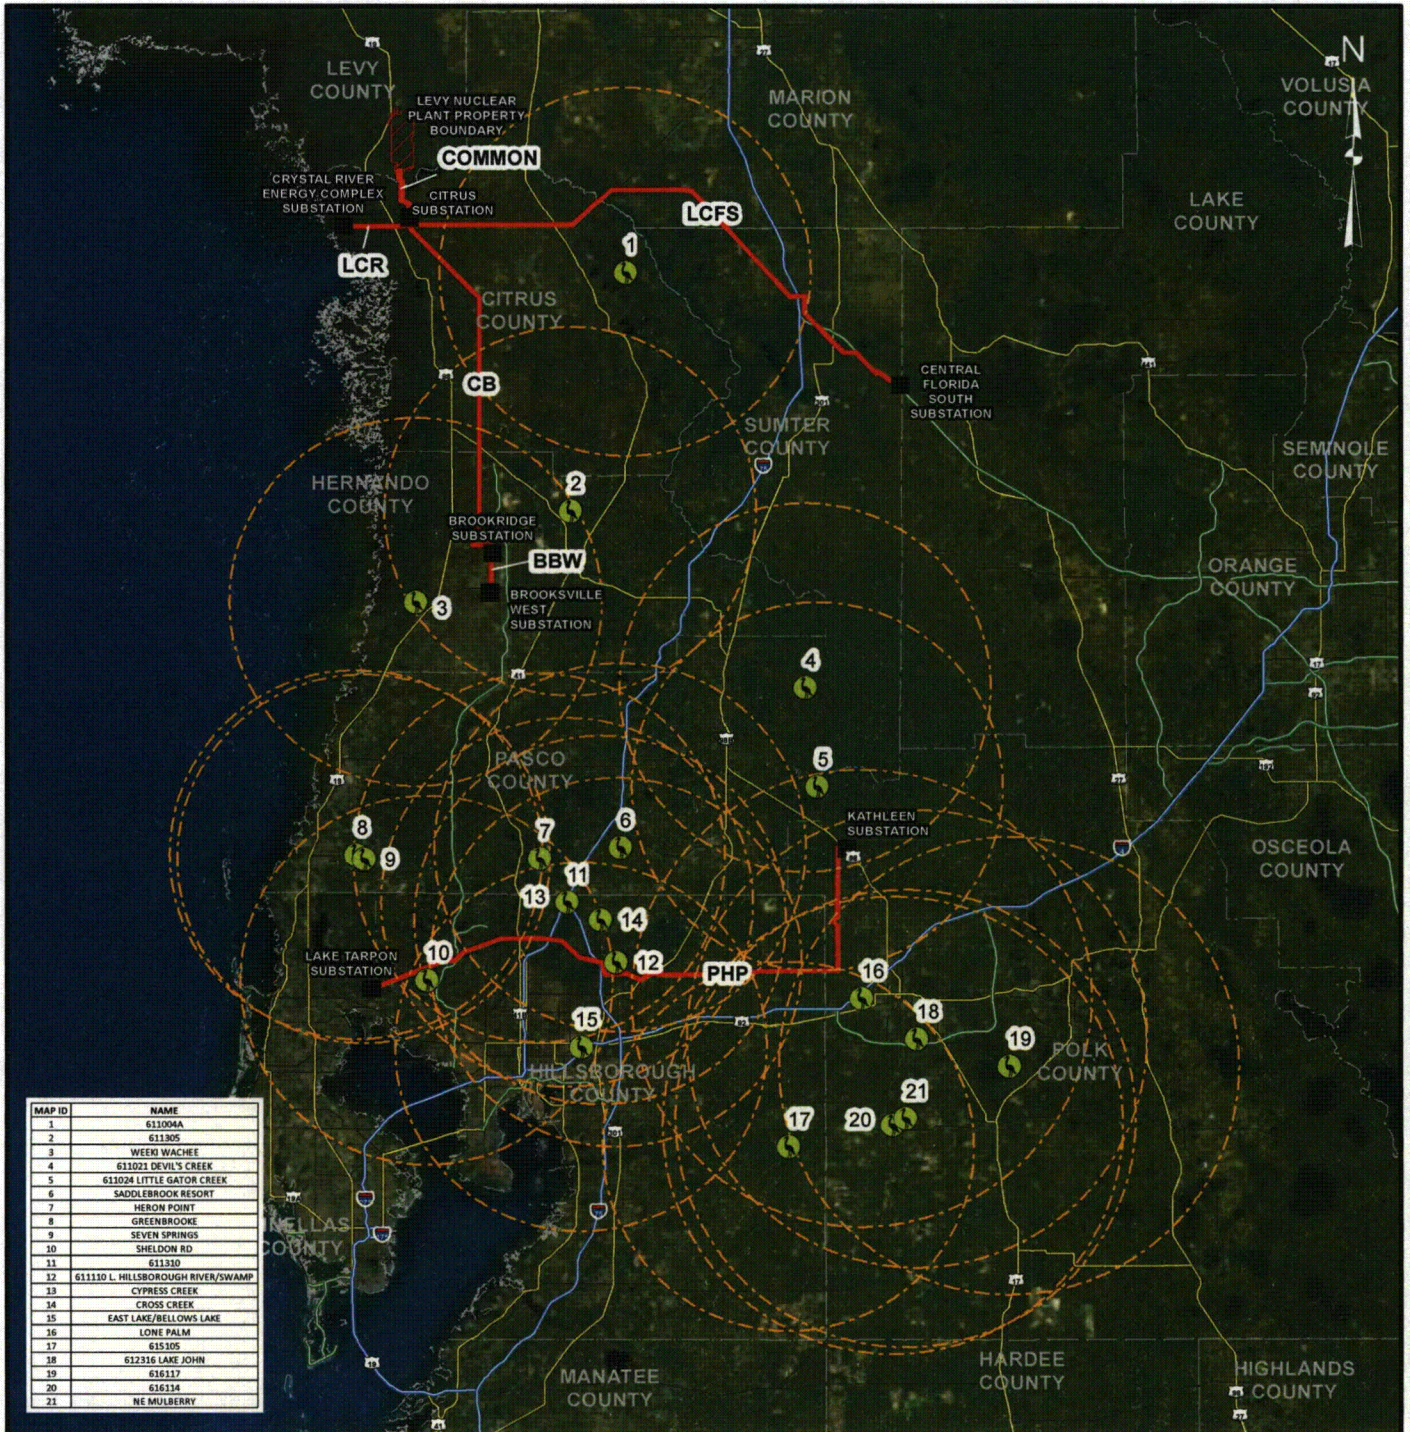 N
LEVY
COUNTY
LEVY NUCLEAR
PLANT PROPERTY
BOUNDARY
MARION
COUNTY
VOLUSIA
COUNTY
COMMON
CRYSTAL RIVER
ENERGY COMPLEX
SUBSTATION
CITRUS
SUBSTATION
LAKE
COUNTY
LCFS
LCR
1
CITRUS
COUNTY
CB
CENTRAL
FLORIDA
SOUTH
SUBSTATION
SUMTER
COUNTY
SEMINOLE
COUNTY
HERNANDO
COUNTY
2
BROOKRIDGE
SUBSTATION
BBW
BROOKSVILLE
WEST
SUBSTATION
ORANGE
COUNTY
3
4
PASCO
COUNTY
5
KATHLEEN
SUBSTATION
OSCEOLA
COUNTY
8
9
7
6
13
11
14
12
LAKE TARPON
SUBSTATION
10
PHP
16
15
18
19
HILLSBOROUGH
COUNTY
POLK
COUNTY
17
20
21
MAP ID NAME
1 611004A
2 611305
3 WEEKI WACHEE
4 611021 DEVIL'S CREEK
5 611024 LITTLE GATOR CREEK
6 SADDLEBROOK RESORT
7 HERON POINT
8 GREENBROOKE
9 SEVEN SPRINGS
10 SHELDON RD
11 611310
12 611110 L. HILLSBOROUGH RIVER/SWAMP
13 CYPRESS CREEK
14 CROSS CREEK
15 EAST LAKE/BELLOWS LAKE
16 LONE PALM
17 615105
18 612316 LAKE JOHN
19 616117
20 616114
21 NE MULBERRY
NELLAS
COUNTY
MANATEE
COUNTY
HARDEE
COUNTY
HIGHLANDS
COUNTY